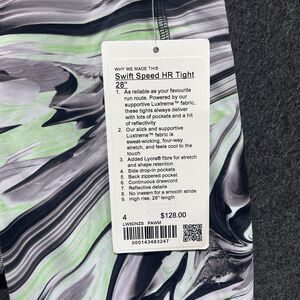 WHY WE MADE THIS
Swift Speed HR Tight
28"
1. As reliable as your favourite
run route. Powered by our
supportive Luxtreme™ fabric,
these tights always deliver
with lots of pockets and a hit
of reflectivity
2. Our slick and supportive
Luxtreme™ fabric is
sweat-wicking, four-way
stretch, and feels cool to the
touch
3. Added Lycra® fibre for stretch
and shape retention
4. Side drop-in pockets
5. Back zippered pocket
6. Continuous drawcord
7. Reflective details
8. No inseam for a smooth stride
9. High rise, 28" length
4 $128.00
LW5DNZS PAWM
000143483247